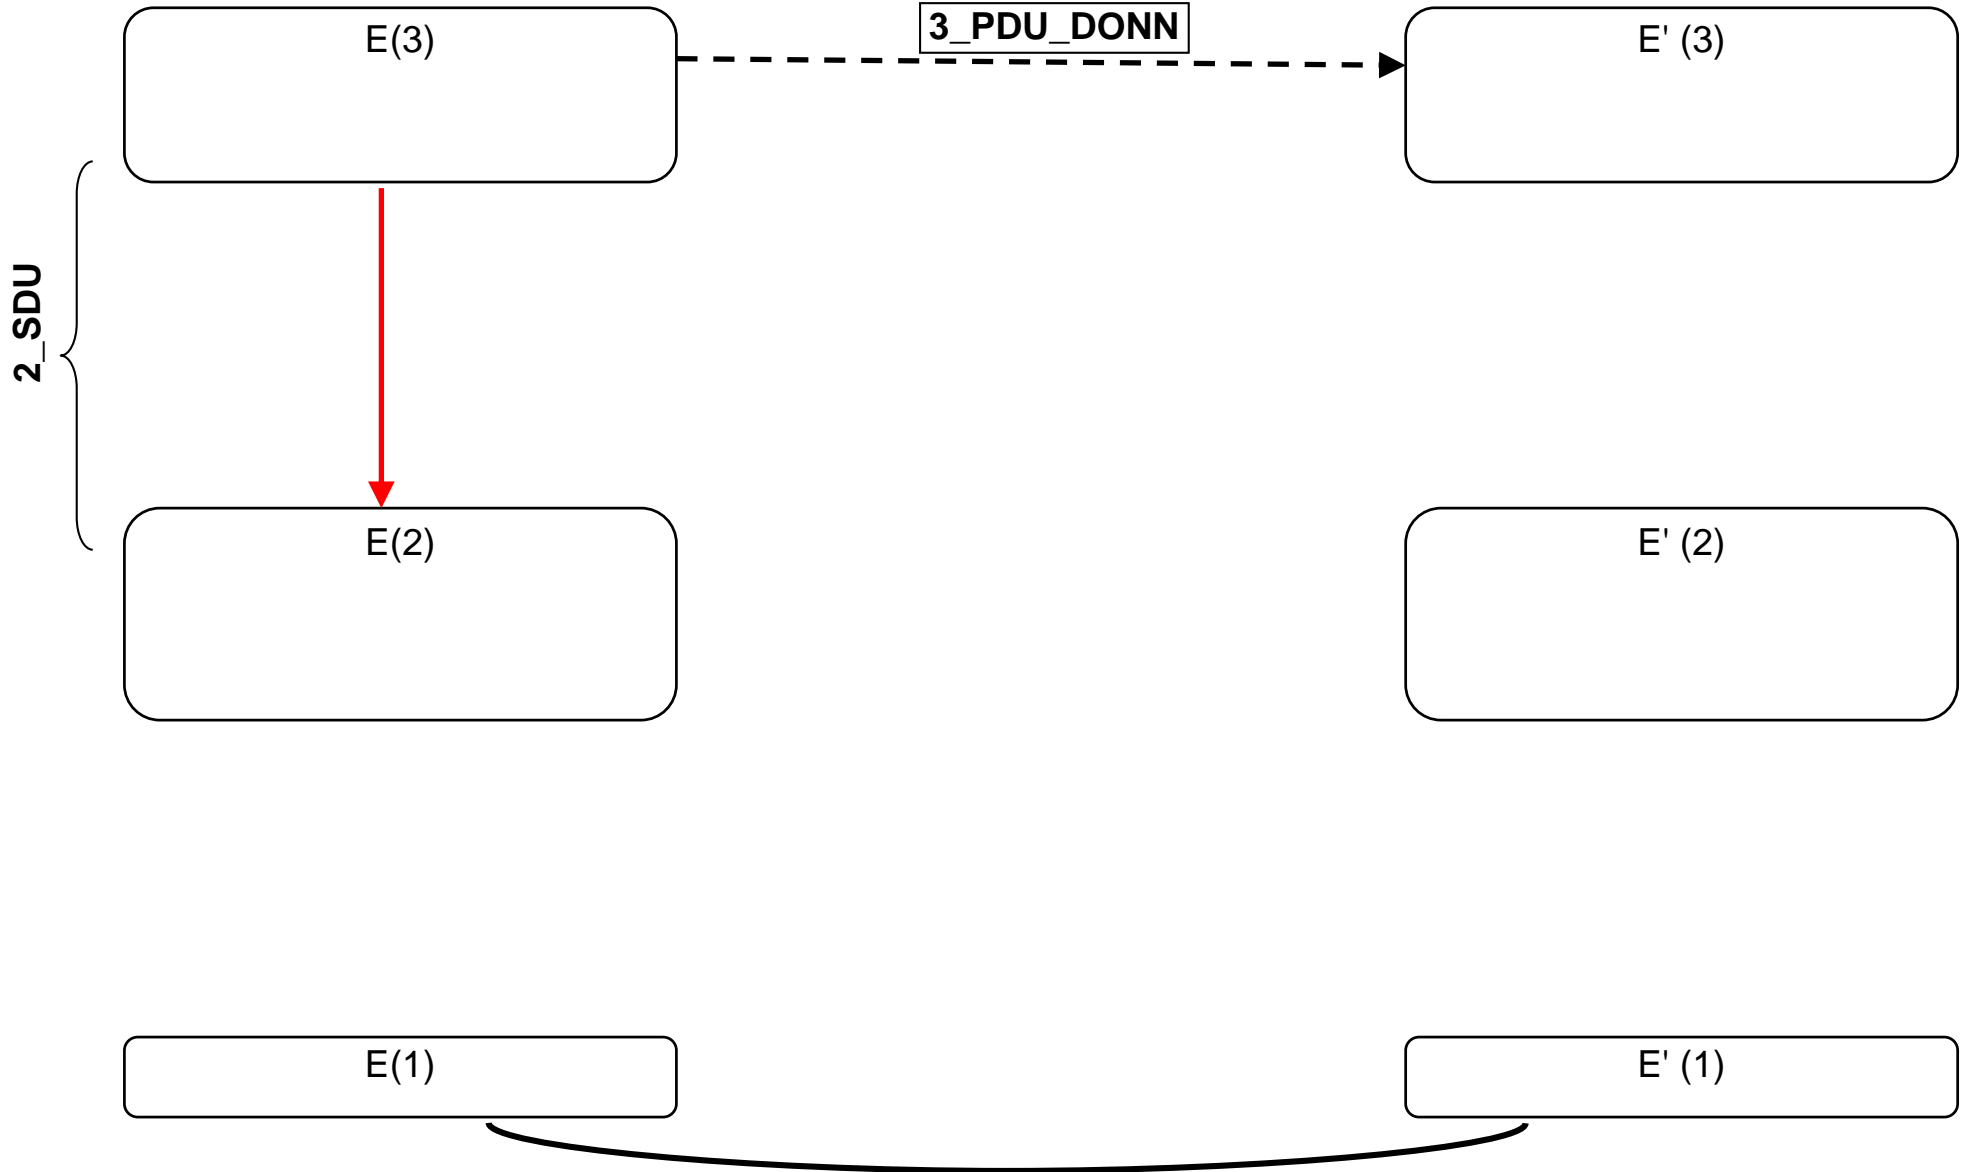 E(3)
3_PDU_DONN
E' (3)
2_SDU
E(2)
E' (2)
E(1)
E' (1)